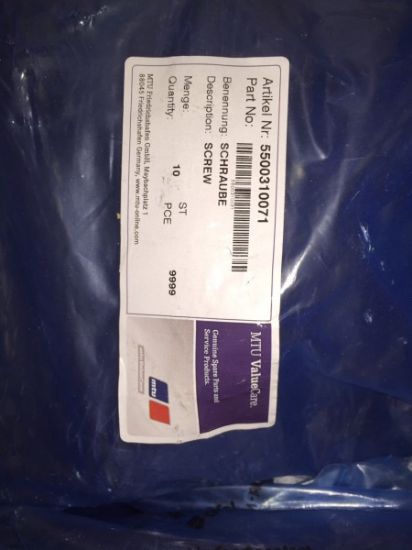 Artikel Nr: 5500310071
Part No:
Benennung: SCHRAUBE
Description: SCREW
Menge: 10 ST 9999
Quantity: PCE
MTU Friedrichshafen GmbH, Maybachplatz 1
88045 Friedrichshafen Germany, www.mtu-online.com
MTU ValueCare.
Genuine Spare Parts and
Service Products.
mtu